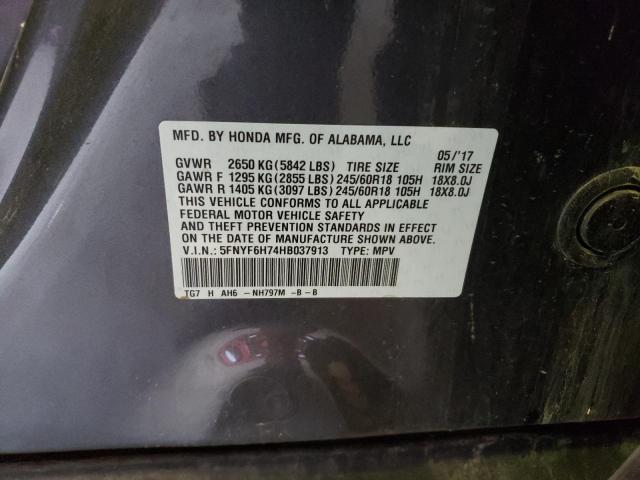 MFD. BY HONDA MFG. OF ALABAMA, LLC
05/'17
GVWR 2650 KG (5842 LBS) TIRE SIZE RIM SIZE
GAWR F 1295 KG (2855 LBS) 245/60R18 105H 18X8.0J
GAWR R 1405 KG (3097 LBS) 245/60R18 105H 18X8.0J
THIS VEHICLE CONFORMS TO ALL APPLICABLE
FEDERAL MOTOR VEHICLE SAFETY
AND THEFT PREVENTION STANDARDS IN EFFECT
ON THE DATE OF MANUFACTURE SHOWN ABOVE.
V.I.N.: 5FNYF6H74HB037913 TYPE: MPV
TG7 H AH6 -NH797M -B-B